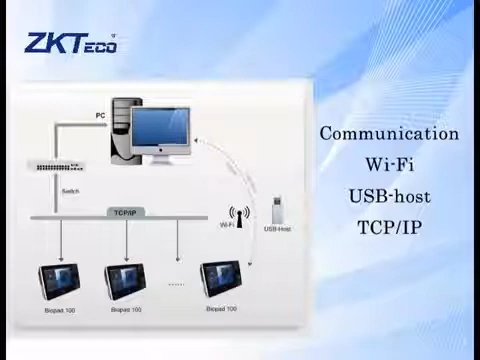 ZKTECO
PC
Switch
TCP/IP
Wi-Fi
USB-Host
Biopad 100
Biopad 100
......
Biopad 100
Communication
Wi-Fi
USB-host
TCP/IP